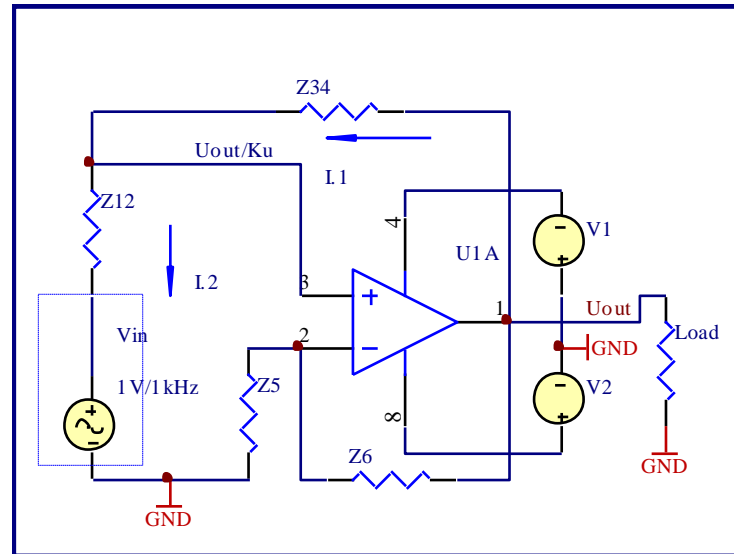 Z34
Uout/Ku
I.1
Z12
4
V1
U1A
I.2
3
1
Uout
Vin
2
GND
Load
1V/1kHz
Z5
V2
8
Z6
GND
GND